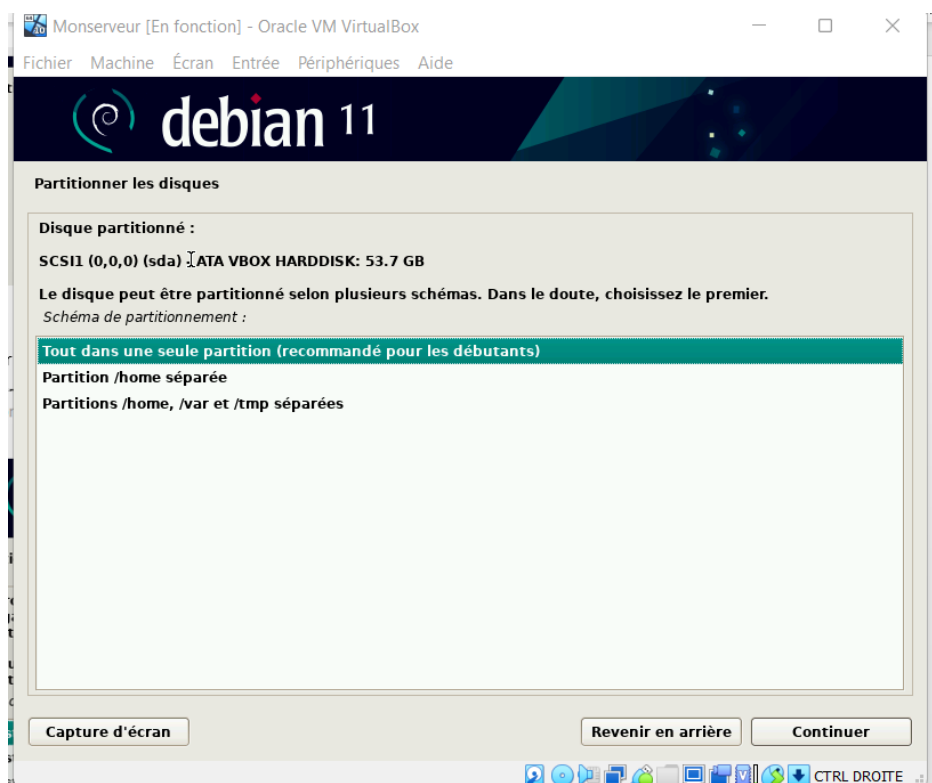 Monserveur [En fonction] - Oracle VM VirtualBox
Fichier Machine Écran Entrée Périphériques Aide
debian 11
Partitionner les disques
Disque partitionné :
SCSI1 (0,0,0) (sda) - ATA VBOX HARDDISK: 53.7 GB
Le disque peut être partitionné selon plusieurs schémas. Dans le doute, choisissez le premier.
Schéma de partitionnement :
Tout dans une seule partition (recommandé pour les débutants)
Partition /home séparée
Partitions /home, /var et /tmp séparées
Capture d'écran
Revenir en arrière
Continuer
CTRL DROITE